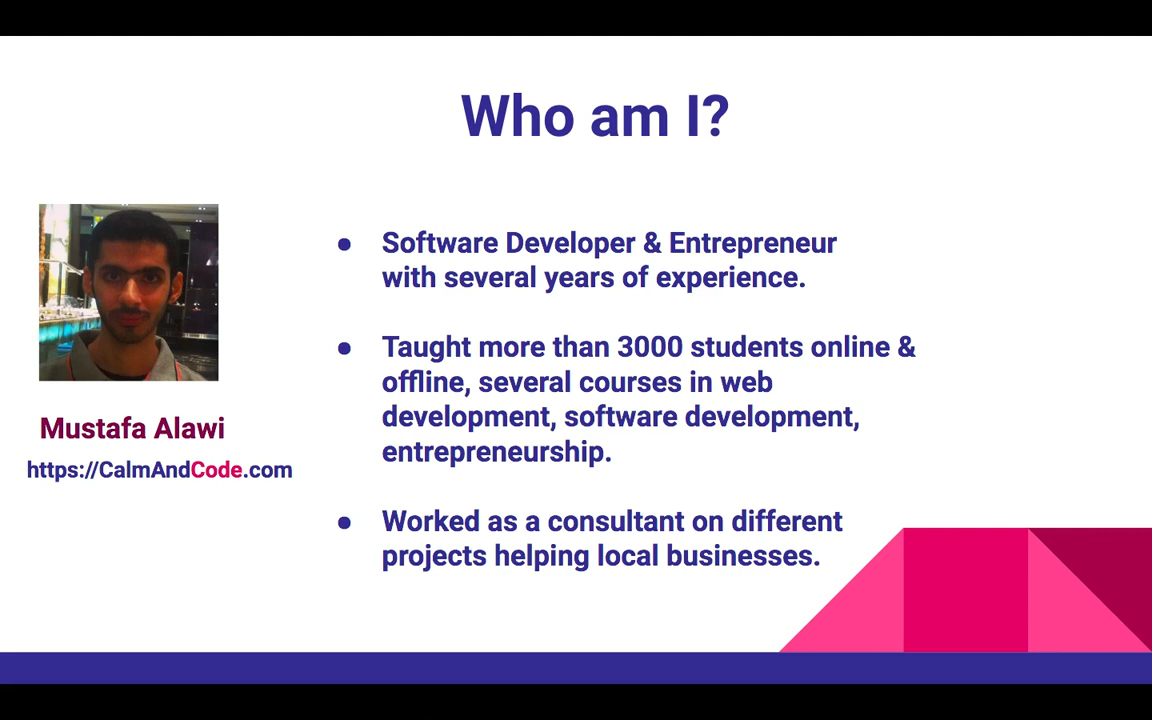 Who am I?
● Software Developer & Entrepreneur
with several years of experience.
● Taught more than 3000 students online &
offline, several courses in web
development, software development,
entrepreneurship.
● Worked as a consultant on different
projects helping local businesses.
Mustafa Alawi
https://CalmAndCode.com